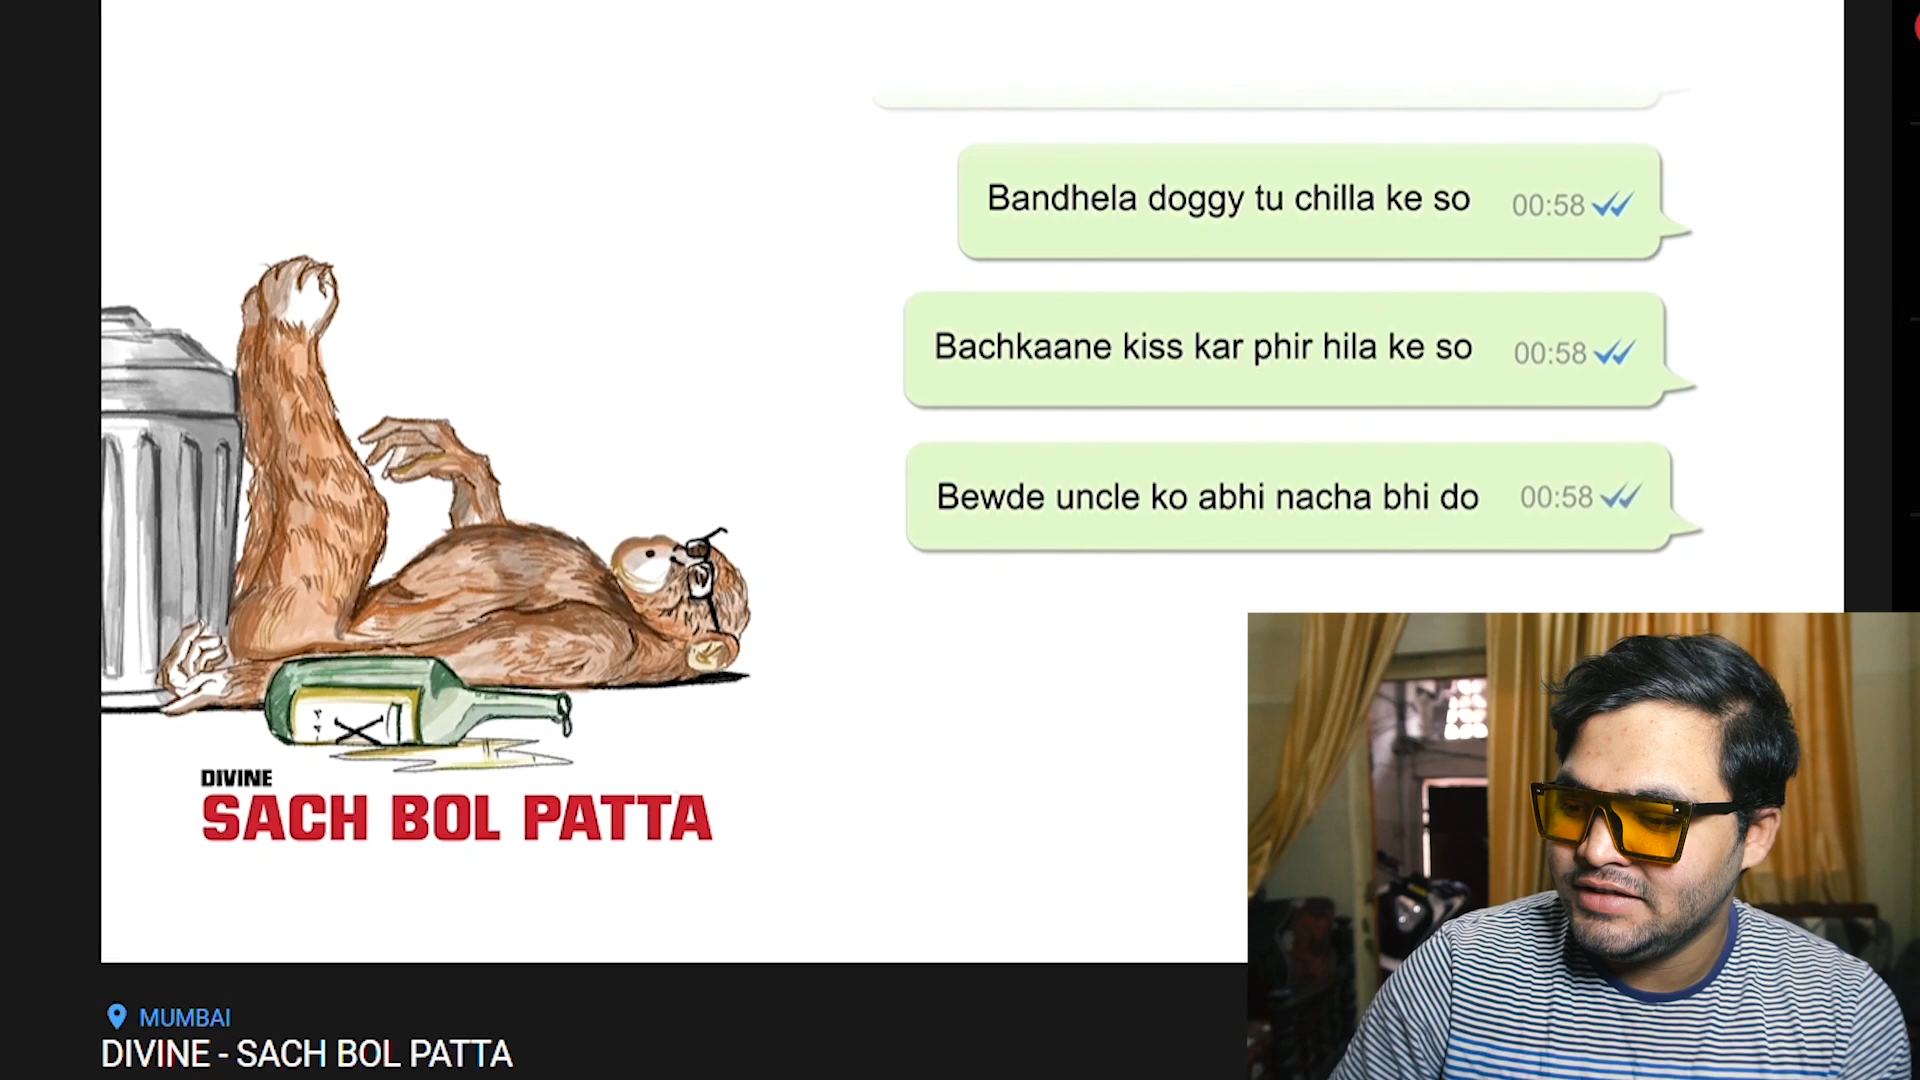 Bandhela doggy tu chilla ke so 00:58
Bachkaane kiss kar phir hila ke so 00:58
Bewde uncle ko abhi nacha bhi do 00:58
X
DIVINE
SACH BOL PATTA
MUMBAI
DIVINE - SACH BOL PATTA